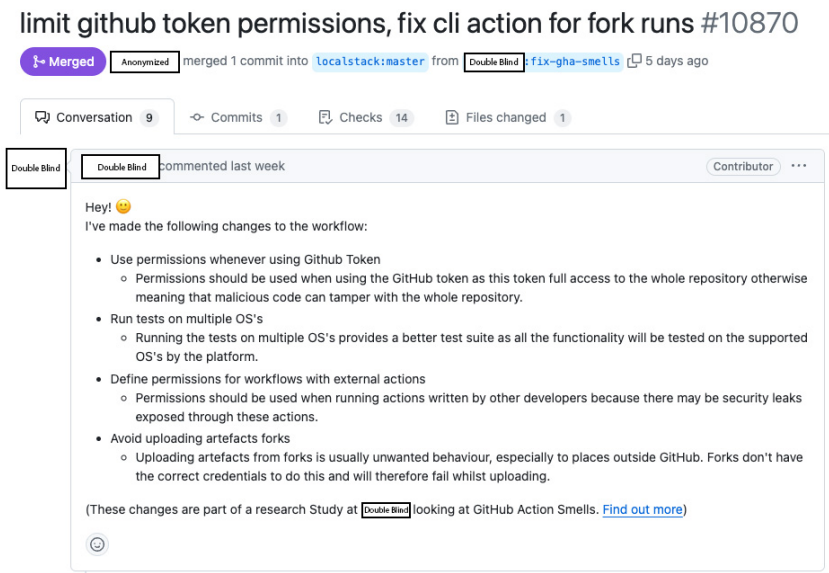 limit github token permissions, fix cli action for fork runs #10870
Merged Anonymized merged 1 commit into localstack:master from Double Blind :fix-gha-smells 5 days ago
Conversation 9 Commits 1 Checks 14 Files changed 1
Double Blind Double Blind commented last week Contributor ...
Hey! 🙂
I've made the following changes to the workflow:
• Use permissions whenever using Github Token
◦ Permissions should be used when using the GitHub token as this token full access to the whole repository otherwise
meaning that malicious code can tamper with the whole repository.
• Run tests on multiple OS's
◦ Running the tests on multiple OS's provides a better test suite as all the functionality will be tested on the supported
OS's by the platform.
• Define permissions for workflows with external actions
◦ Permissions should be used when running actions written by other developers because there may be security leaks
exposed through these actions.
• Avoid uploading artefacts forks
◦ Uploading artefacts from forks is usually unwanted behaviour, especially to places outside GitHub. Forks don't have
the correct credentials to do this and will therefore fail whilst uploading.
(These changes are part of a research Study at Double Blind looking at GitHub Action Smells. Find out more)